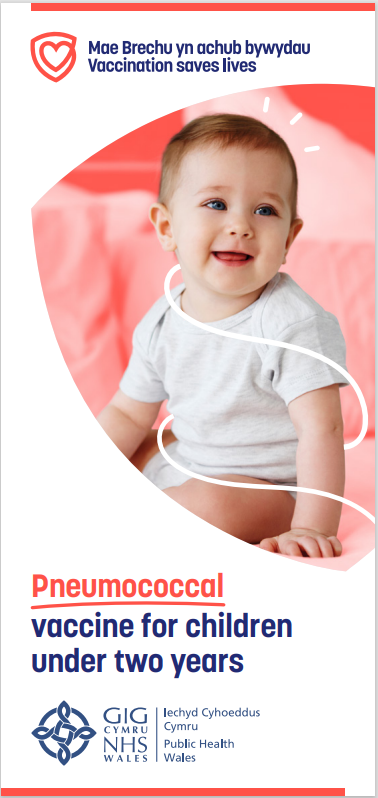 Mae Brechu yn achub bywydau
Vaccination saves lives
Pneumococcal
vaccine for children
under two years
GIG
CYMRU
NHS
WALES
Iechyd Cyhoeddus
Cymru
Public Health
Wales